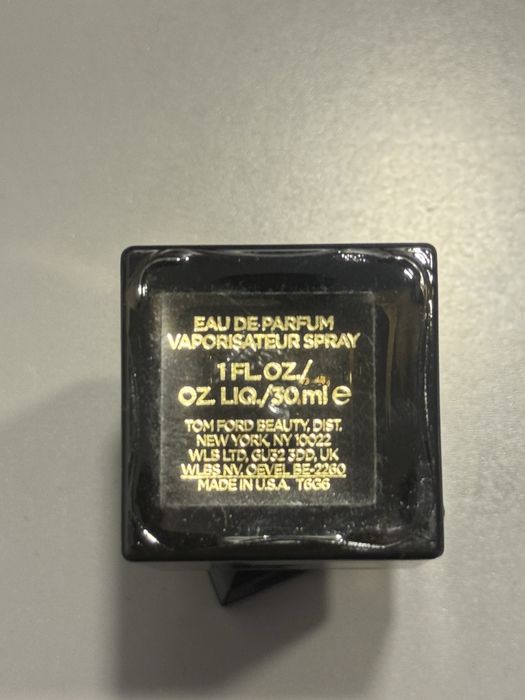 EAU DE PARFUM
VAPORISATEUR SPRAY
1 FL.OZ./
OZ. LIQ./30 ml e
TOM FORD BEAUTY, DIST.
NEW YORK, NY 10022
WLB LTD, GU32 3DD, UK
WLBS NV. OEVEL BE-2260
MADE IN U.S.A. T6G6